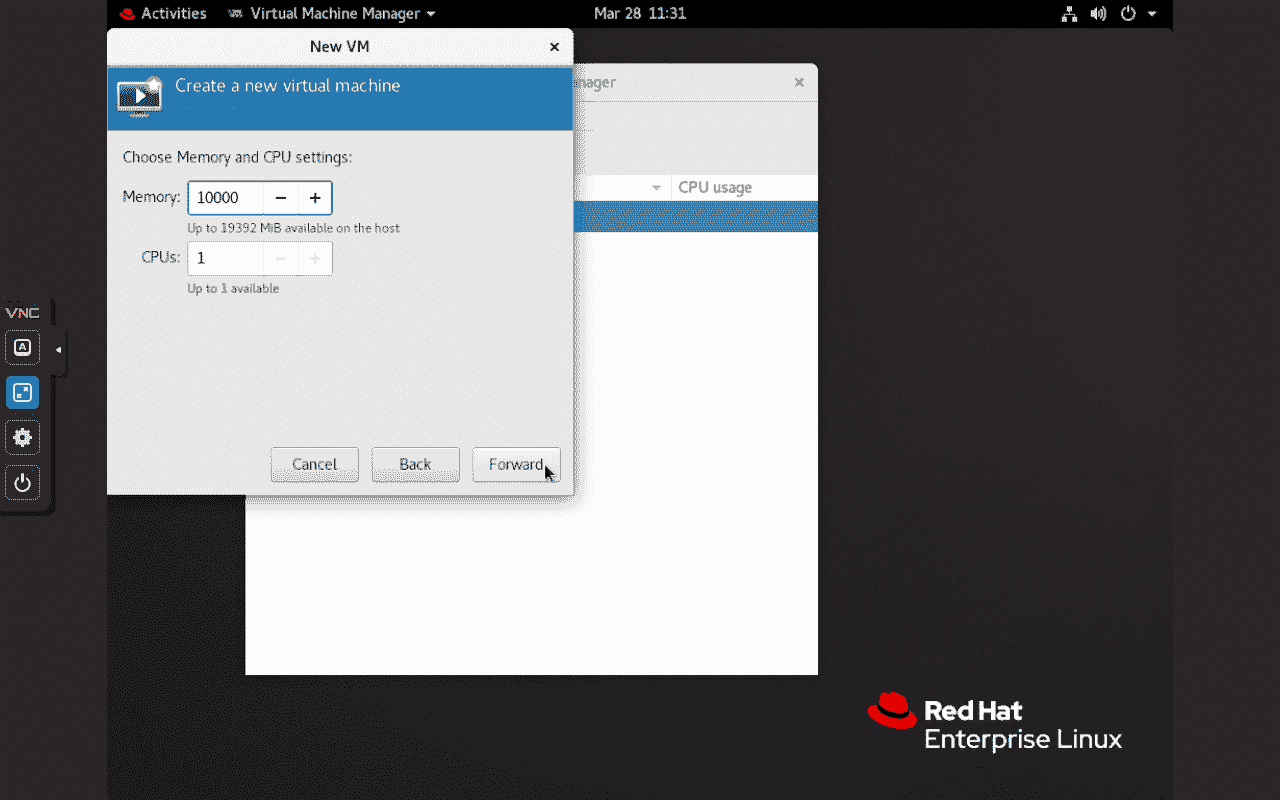 Activities Virtual Machine Manager Mar 28 11:31
New VM
Create a new virtual machine
nager
Choose Memory and CPU settings:
Memory: 10000 − +
Up to 19392 MiB available on the host
CPUs: 1 − +
Up to 1 available
CPU usage
VNC
A
Cancel Back Forward
Red Hat
Enterprise Linux